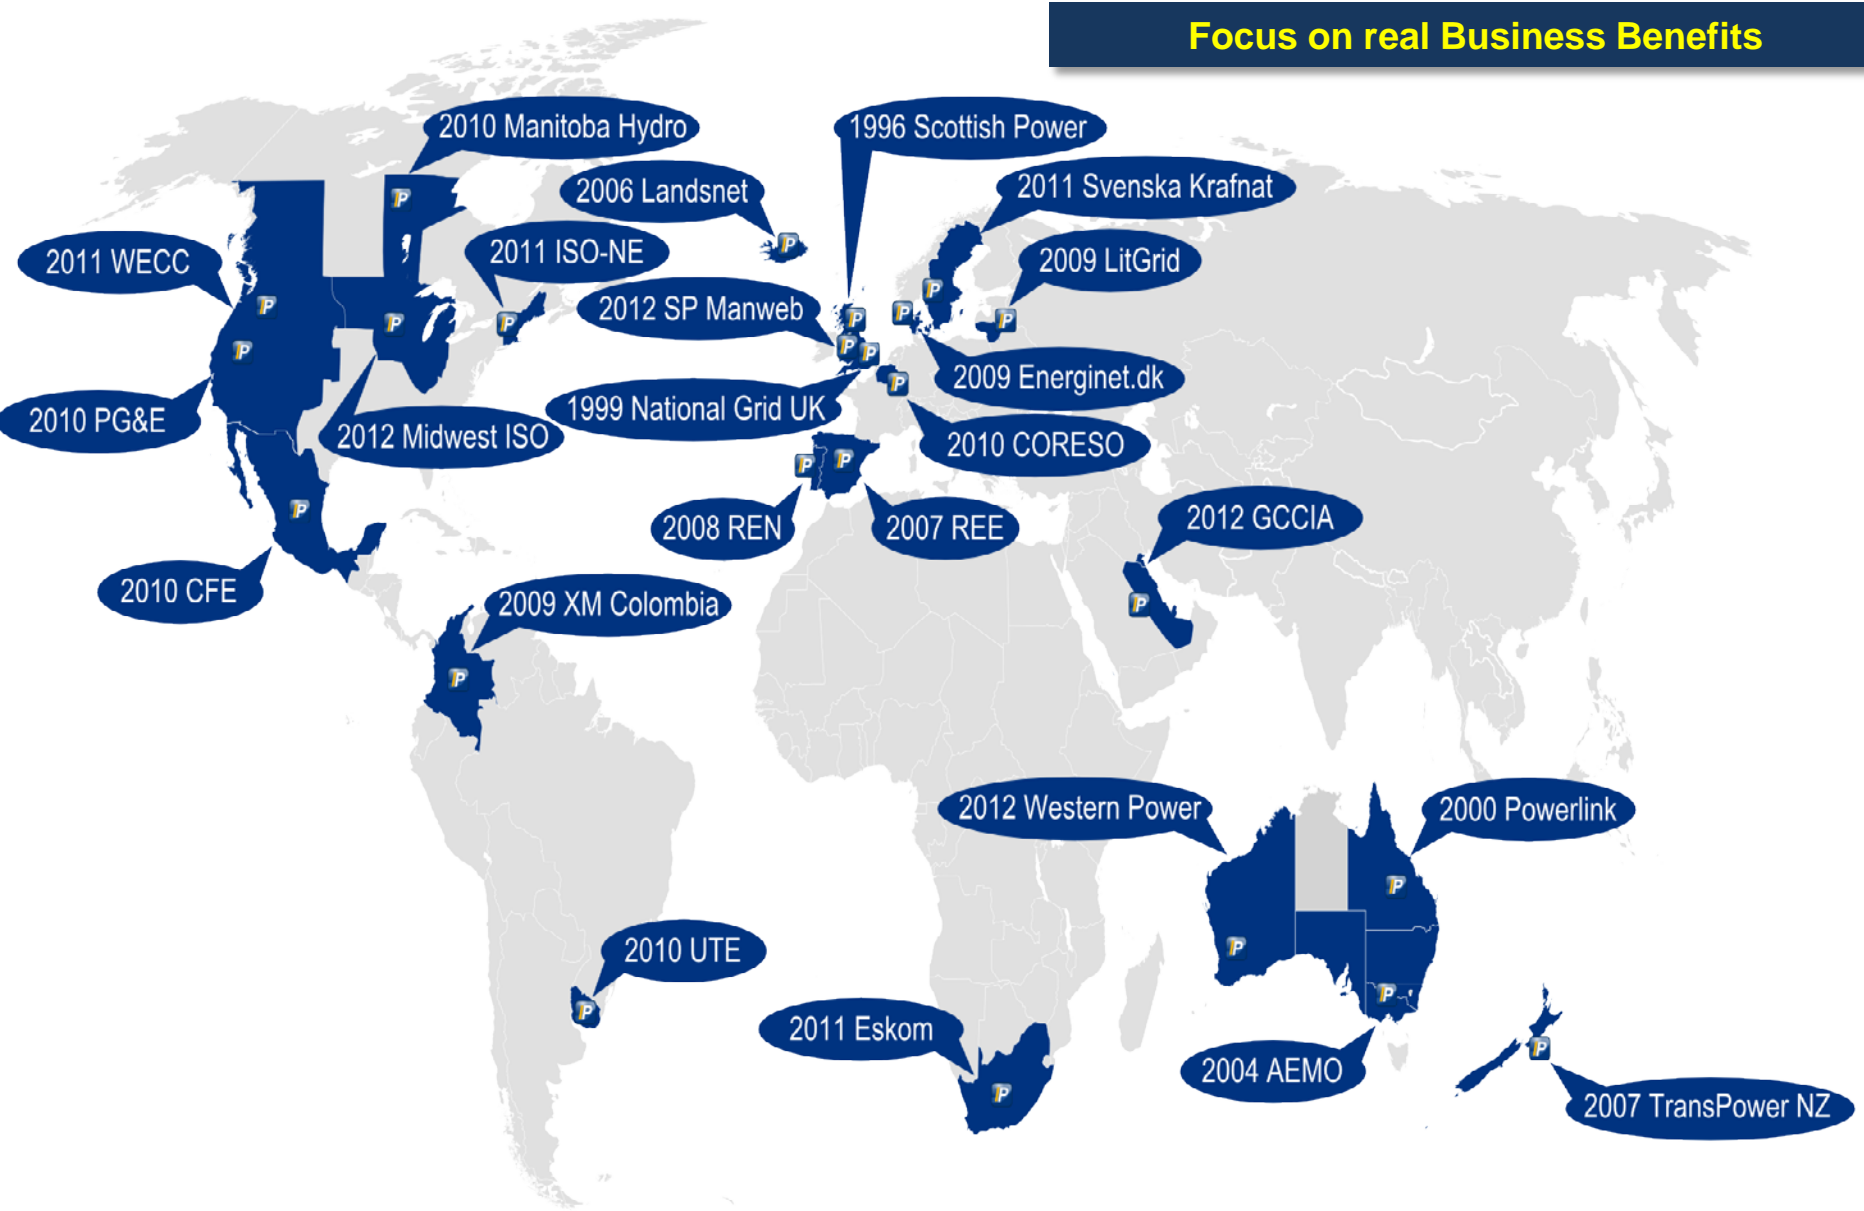 Focus on real Business Benefits
2010 Manitoba Hydro
1996 Scottish Power
2006 Landsnet
2011 Svenska Krafnat
2011 WECC
2011 ISO-NE
2009 LitGrid
2012 SP Manweb
2009 Energinet.dk
2010 PG&E
2012 Midwest ISO
1999 National Grid UK
2010 CORESO
2008 REN
2007 REE
2012 GCCIA
2010 CFE
2009 XM Colombia
2012 Western Power
2000 Powerlink
2010 UTE
2011 Eskom
2004 AEMO
2007 TransPower NZ